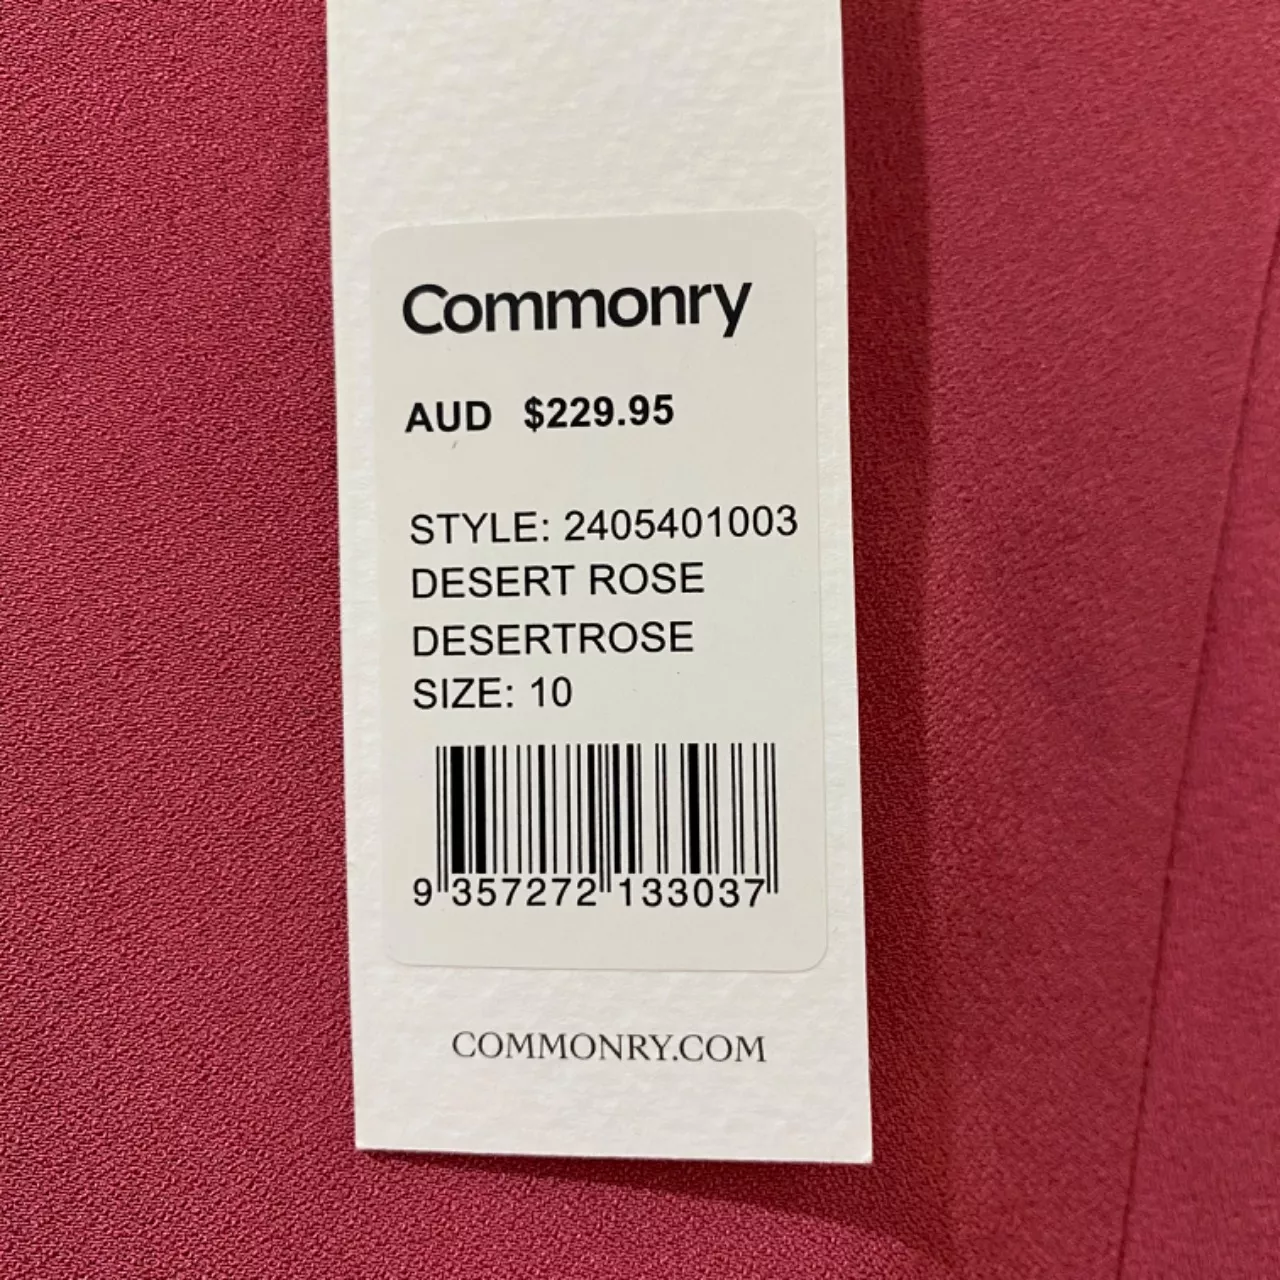 Commonry
AUD $229.95
STYLE: 2405401003
DESERT ROSE
DESERTROSE
SIZE: 10
9 357272 133037
COMMONRY.COM